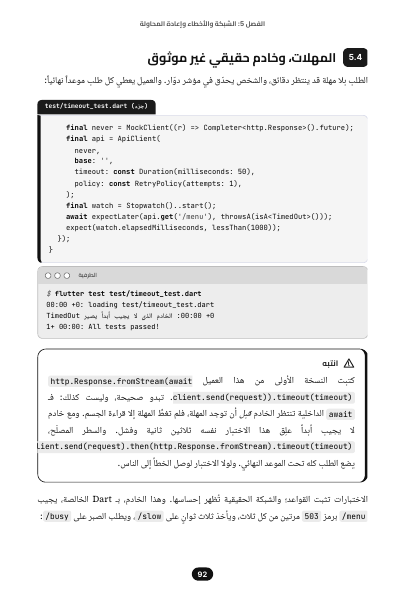 الفصل 5: الشبكة والأخطاء وإعادة المحاولة
5.4 المهلات، وخادم حقيقي غير موثوق
الطلب بلا مهلة قد ينتظر دقائق، والشخص يحدّق في مؤشر دوّار. والعميل يعطي كل طلب موعداً نهائياً:
test/timeout_test.dart (جزء)
final never = MockClient((r) => Completer<http.Response>().future);
final api = ApiClient(
never,
base: '',
timeout: const Duration(milliseconds: 50),
policy: const RetryPolicy(attempts: 1),
);
final watch = Stopwatch()..start();
await expectLater(api.get('/menu'), throwsA(isA<TimedOut>()));
expect(watch.elapsedMilliseconds, lessThan(1000));
});
}
الطرفية
$ flutter test test/timeout_test.dart
00:00 +0: loading test/timeout_test.dart
00:00 +0: الخادم الذي لا يجيب أبداً يصير TimedOut
00:00 +1: All tests passed!
انتبه
كتبت النسخة الأولى من هذا العميل http.Response.fromStream(await
client.send(request)).timeout(timeout). تبدو صحيحة، وليست كذلك: فـ
await الداخلية تنتظر الخادم قبل أن توجد المهلة، فلم تغطِّ المهلة إلا قراءة الجسم. ومع خادم
لا يجيب أبداً علِق هذا الاختبار نفسه ثلاثين ثانية وفشل. والسطر المصلَح،
ient.send(request).then(http.Response.fromStream).timeout(timeout)
يضع الطلب كله تحت الموعد النهائي. ولولا الاختبار لوصل الخطأ إلى الناس.
الاختبارات تثبت القواعد؛ والشبكة الحقيقية تُظهر إحساسها. وهذا الخادم، بـ Dart الخالصة، يجيب
/menu برمز 503 مرتين من كل ثلاث، ويأخذ ثلاث ثوانٍ على /slow، ويطلب الصبر على /busy:
92